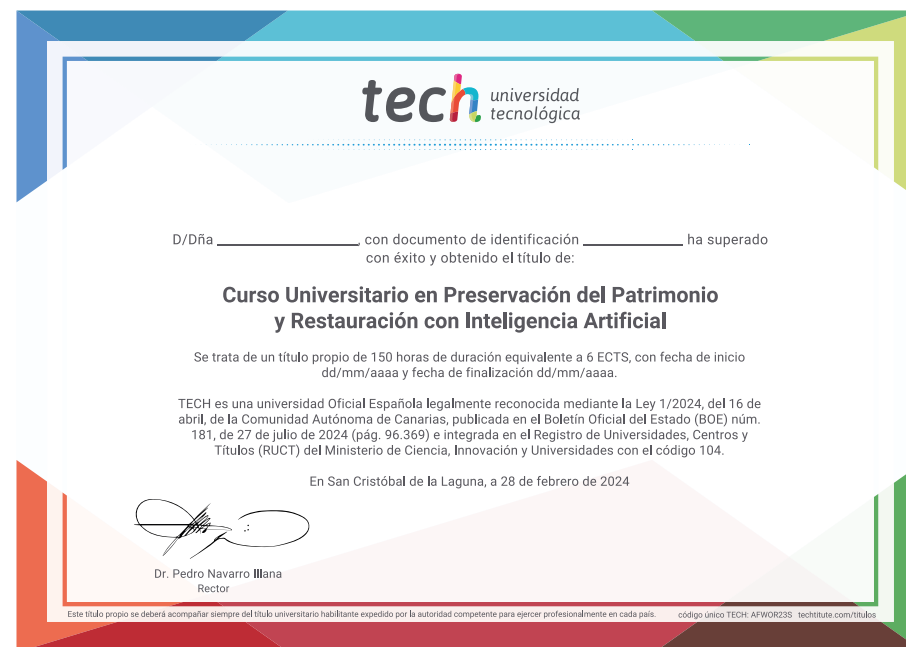 tech universidad
tecnológica
D/Dña ____________________, con documento de identificación ______________ ha superado
con éxito y obtenido el título de:
Curso Universitario en Preservación del Patrimonio
y Restauración con Inteligencia Artificial
Se trata de un título propio de 150 horas de duración equivalente a 6 ECTS, con fecha de inicio
dd/mm/aaaa y fecha de finalización dd/mm/aaaa.
TECH es una universidad Oficial Española legalmente reconocida mediante la Ley 1/2024, del 16 de
abril, de la Comunidad Autónoma de Canarias, publicada en el Boletín Oficial del Estado (BOE) núm.
181, de 27 de julio de 2024 (pág. 96.369) e integrada en el Registro de Universidades, Centros y
Títulos (RUCT) del Ministerio de Ciencia, Innovación y Universidades con el código 104.
En San Cristóbal de la Laguna, a 28 de febrero de 2024
Dr. Pedro Navarro Illana
Rector
Este título propio se deberá acompañar siempre del título universitario habilitante expedido por la autoridad competente para ejercer profesionalmente en cada país. código único TECH: AFWOR23S techtitute.com/titulos